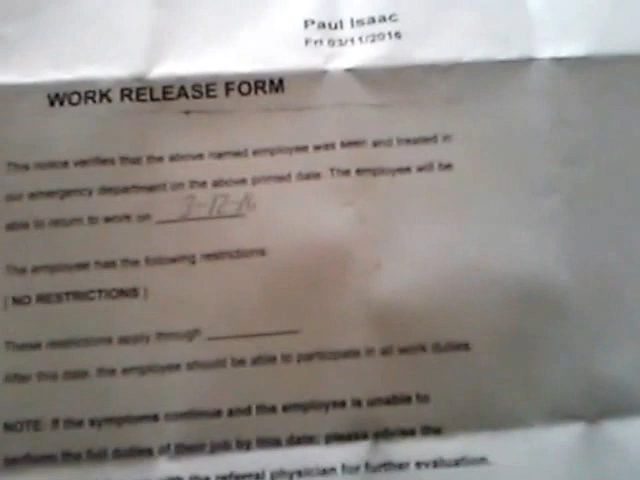 Paul Isaac
Fri 03/11/2016
WORK RELEASE FORM
This notice verifies that the above named employee was seen and treated in
our emergency department on the above printed date. The employee will be
able to return to work on 3-12-16
The employee has the following restrictions:
[ NO RESTRICTIONS ]
These restrictions apply through
After this date, the employee should be able to participate in all work duties.
NOTE: If the symptoms continue and the employee is unable to
perform the full duties of their job by this date; please advise the
with the referral physician for further evaluation.